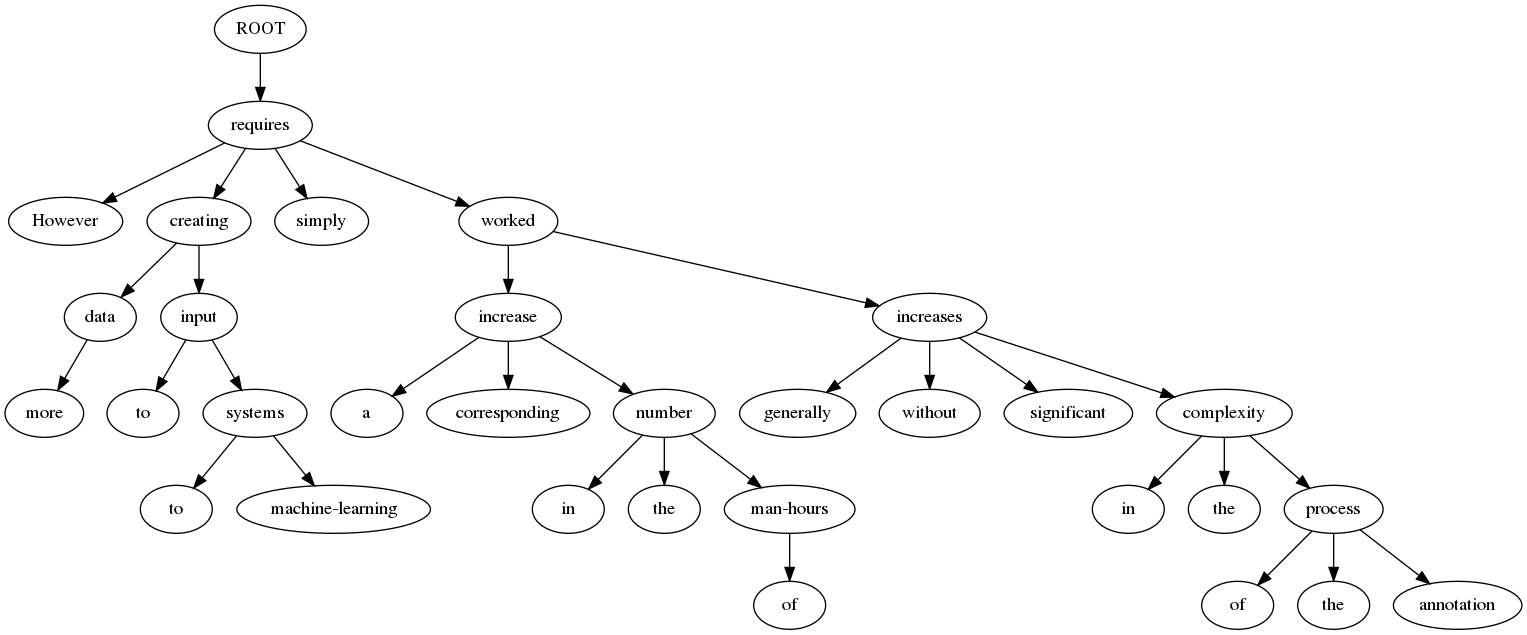 ROOT
requires
However creating simply worked
data input increase increases
more to systems a corresponding number generally without significant complexity
to machine-learning in the man-hours in the process
of of the annotation